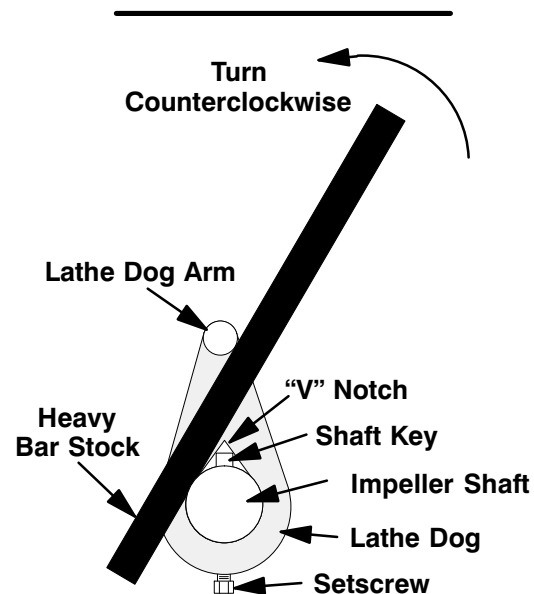 Turn
Counterclockwise
Lathe Dog Arm
“V” Notch
Heavy
Bar Stock
Shaft Key
Impeller Shaft
Lathe Dog
Setscrew